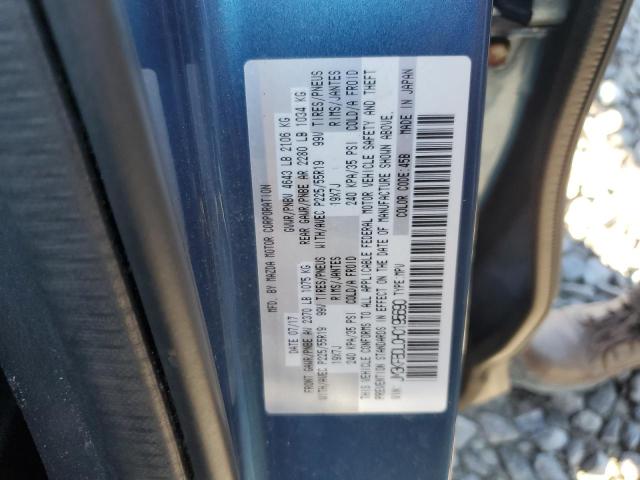 MFD. BY MAZDA MOTOR CORPORATION
DATE 07/17 GVWR/PNBV 4643 LB 2106 KG
FRONT GAWR/PNBE AV 2370 LB 1075 KG REAR GAWR/PNBE AR 2280 LB 1034 KG
WITH/AVEC P225/55R19 99V TIRES/PNEUS WITH/AVEC P225/55R19 99V TIRES/PNEUS
19X7J RIMS/JANTES 19X7J RIMS/JANTES
240 KPA/35 PSI COLD/A FROID 240 KPA/35 PSI COLD/A FROID
THIS VEHICLE CONFORMS TO ALL APPLICABLE FEDERAL MOTOR VEHICLE SAFETY AND THEFT
PREVENTION STANDARDS IN EFFECT ON THE DATE OF MANUFACTURE SHOWN ABOVE.
COLOR CODE:45B MADE IN JAPAN
VIN: TYPE:MPV